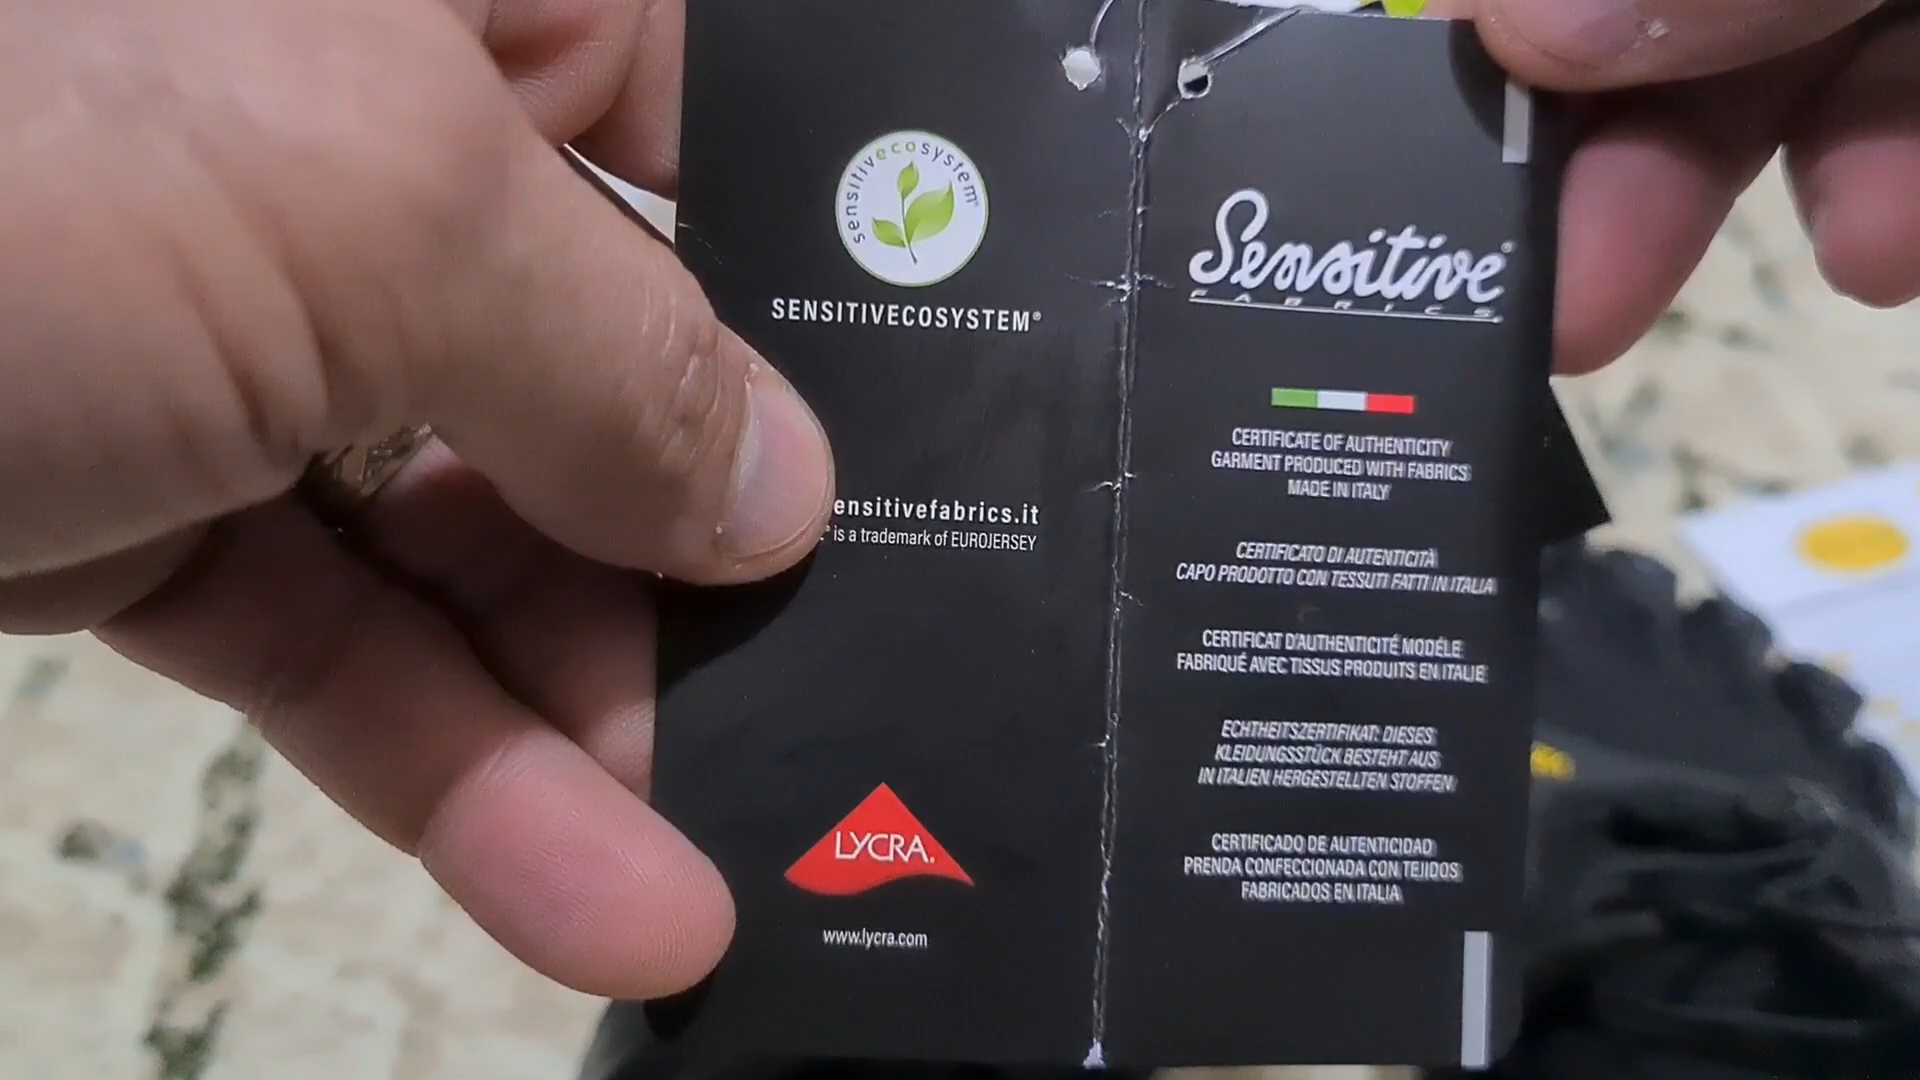 sensitivecosystem®
SENSITIVECOSYSTEM®
ensitivefabrics.it
® is a trademark of EUROJERSEY
LYCRA.
www.lycra.com
Sensitive®
FABRICS
CERTIFICATE OF AUTHENTICITY
GARMENT PRODUCED WITH FABRICS
MADE IN ITALY
CERTIFICATO DI AUTENTICITÀ
CAPO PRODOTTO CON TESSUTI FATTI IN ITALIA
CERTIFICAT D'AUTHENTICITÉ MODÉLE
FABRIQUÉ AVEC TISSUS PRODUITS EN ITALIE
ECHTHEITSZERTIFIKAT: DIESES
KLEIDUNGSSTÜCK BESTEHT AUS
IN ITALIEN HERGESTELLTEN STOFFEN
CERTIFICADO DE AUTENTICIDAD
PRENDA CONFECCIONADA CON TEJIDOS
FABRICADOS EN ITALIA